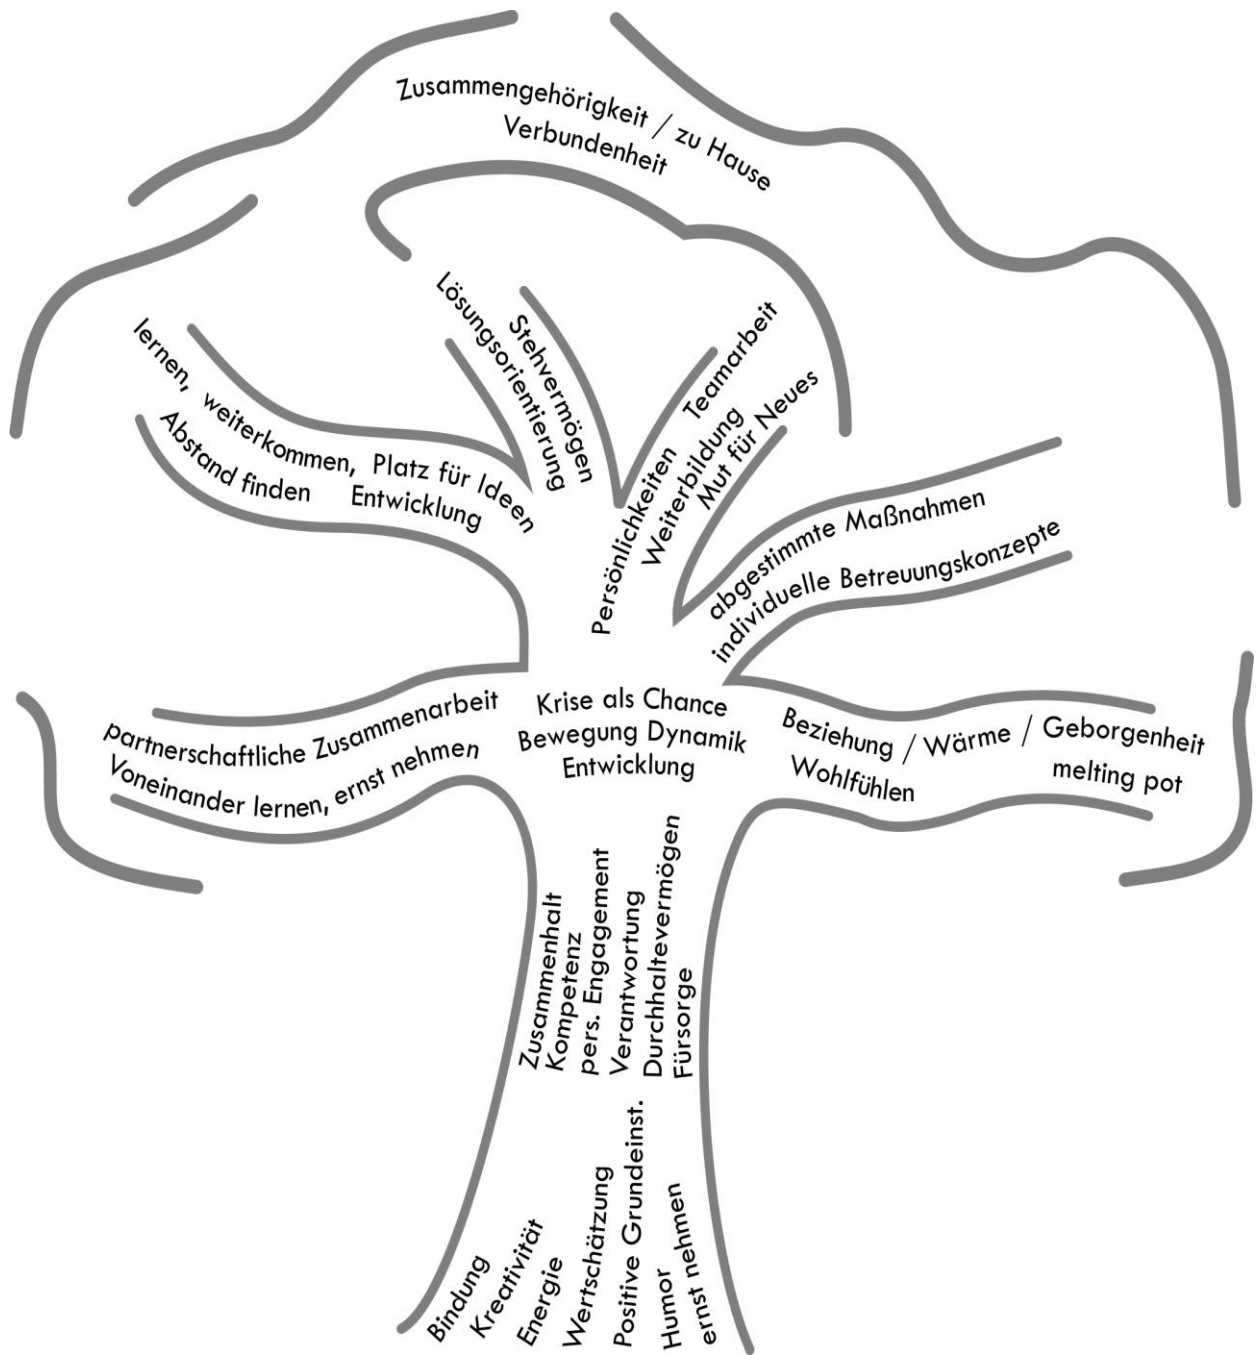 Zusammengehörigkeit / zu Hause
Verbundenheit
lernen, weiterkommen, Platz für Ideen
Abstand finden Entwicklung
Lösungsorientierung
Stehvermögen
Persönlichkeiten Teamarbeit
Weiterbildung
Mut für Neues
abgestimmte Maßnahmen
individuelle Betreuungskonzepte
partnerschaftliche Zusammenarbeit
Voneinander lernen, ernst nehmen
Krise als Chance
Bewegung Dynamik
Entwicklung
Beziehung / Wärme / Geborgenheit
Wohlfühlen melting pot
Zusammenhalt
Kompetenz
pers. Engagement
Verantwortung
Durchhaltevermögen
Fürsorge
Bindung
Kreativität
Energie
Wertschätzung
Positive Grundeinst.
Humor
ernst nehmen